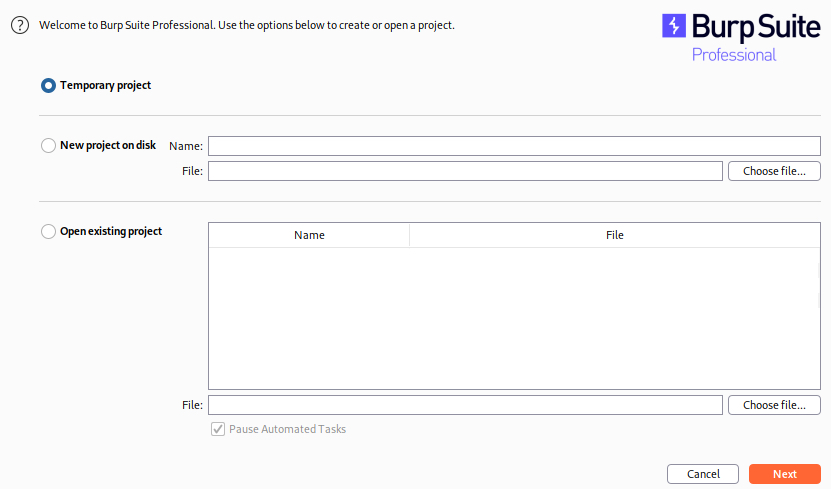 ? Welcome to Burp Suite Professional. Use the options below to create or open a project.
Burp Suite
Professional
Temporary project
New project on disk Name:
File: Choose file...
Open existing project
Name File
File: Choose file...
Pause Automated Tasks
Cancel Next